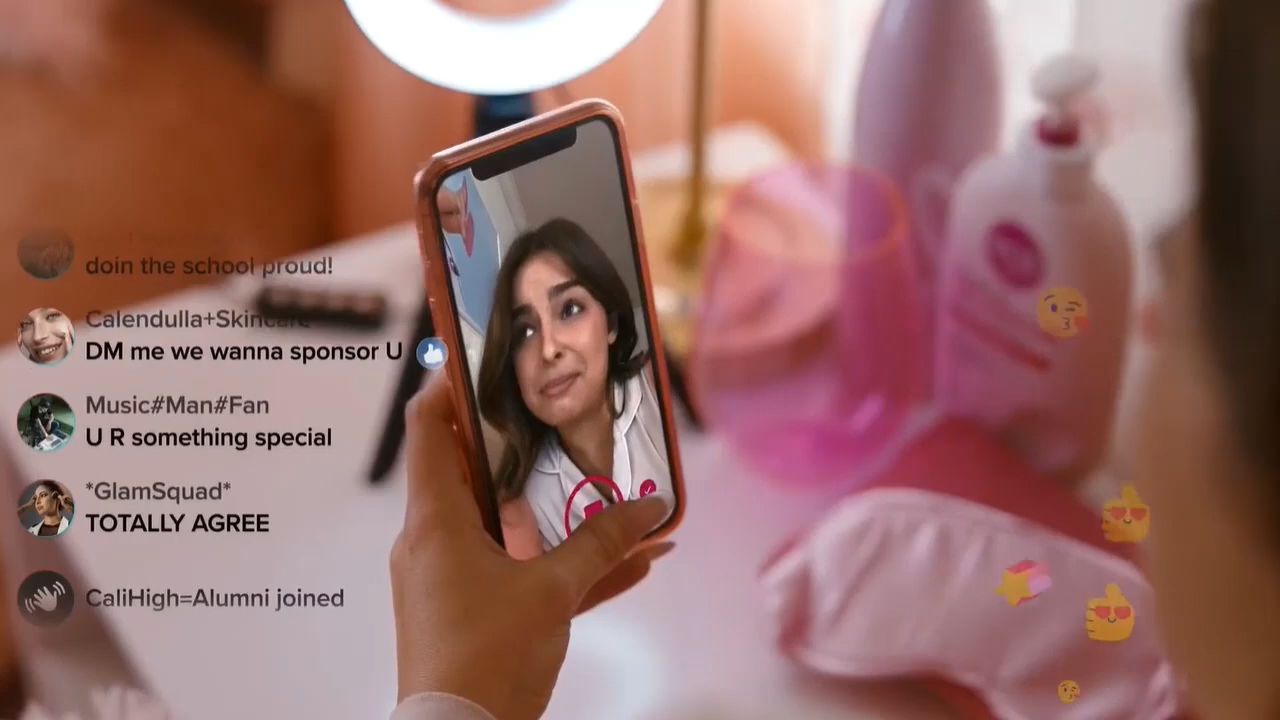 doin the school proud!
Calendulla+Skincare
DM me we wanna sponsor U
Music#Man#Fan
U R something special
*GlamSquad*
TOTALLY AGREE
CaliHigh=Alumni joined